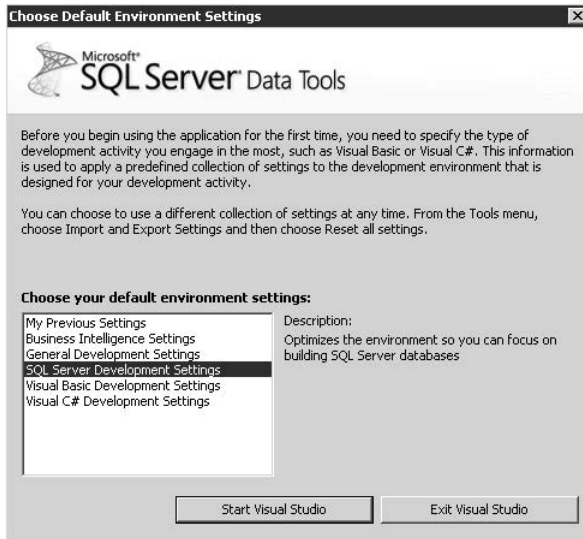 Choose Default Environment Settings
Microsoft®
SQL Server® Data Tools
Before you begin using the application for the first time, you need to specify the type of
development activity you engage in the most, such as Visual Basic or Visual C#. This information
is used to apply a predefined collection of settings to the development environment that is
designed for your development activity.
You can choose to use a different collection of settings at any time. From the Tools menu,
choose Import and Export Settings and then choose Reset all settings.
Choose your default environment settings:
My Previous Settings
Business Intelligence Settings
General Development Settings
SQL Server Development Settings
Visual Basic Development Settings
Visual C# Development Settings
Description:
Optimizes the environment so you can focus on
building SQL Server databases
Start Visual Studio
Exit Visual Studio